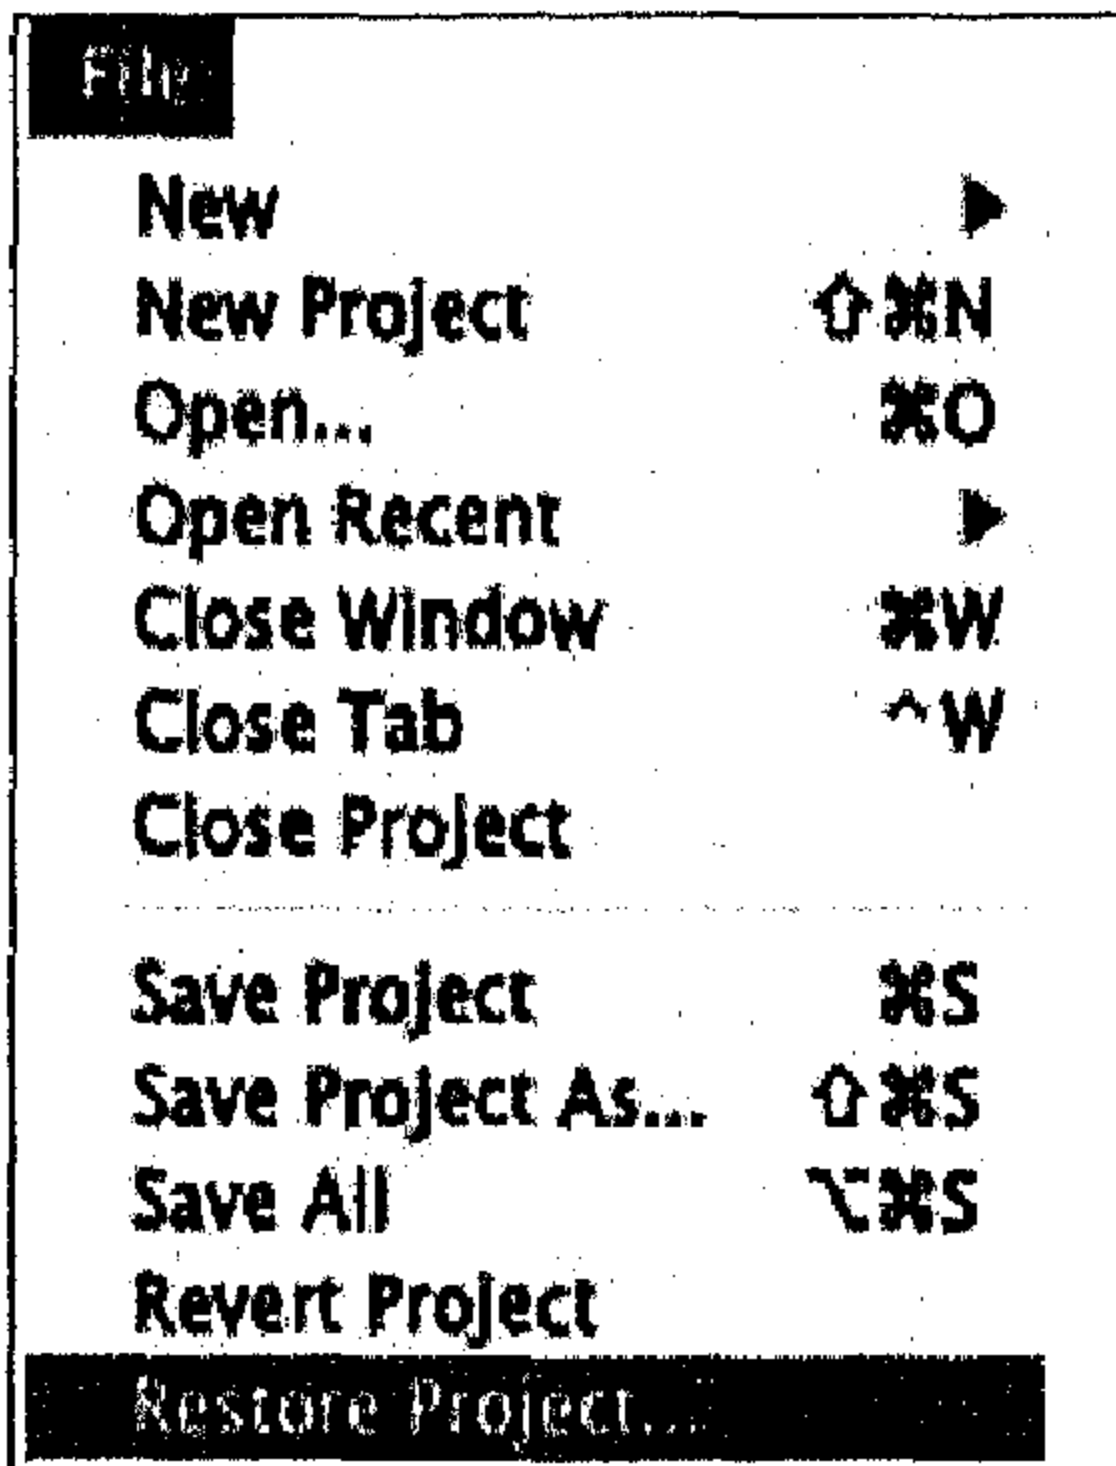 File
New ▶
New Project ⇧⌘N
Open... ⌘O
Open Recent ▶
Close Window ⌘W
Close Tab ^W
Close Project
Save Project ⌘S
Save Project As... ⇧⌘S
Save All ⌥⌘S
Revert Project
Restore Project...